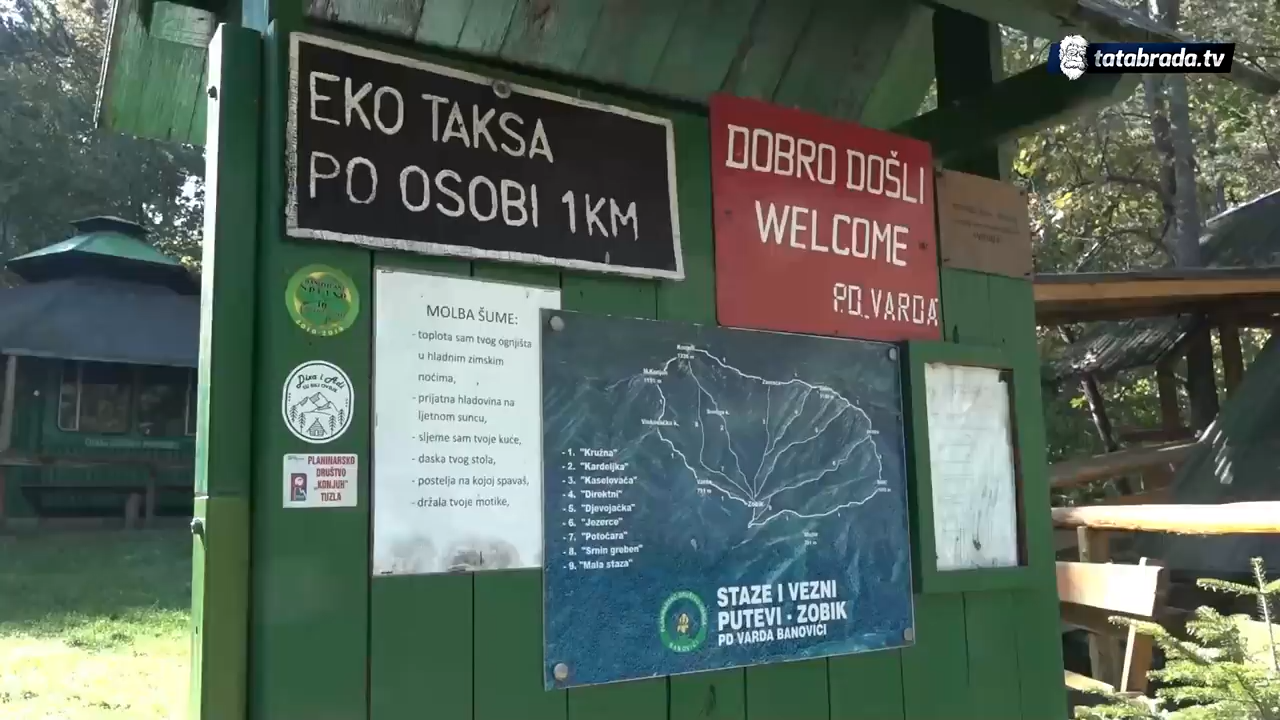 tatabrada.tv
EKO TAKSA
PO OSOBI 1KM
DOBRO DOŠLI
WELCOME
P.D. VARDA
MOLBA ŠUME:
- toplota sam tvog ognjišta
u hladnim zimskim
noćima,
- prijatna hladovina na
ljetnom suncu,
- sljeme sam tvoje kuće,
- daska tvog stola,
- postelja na kojoj spavaš,
- držala tvoje motike,
Dixa i Adi
PLANINARSKO
DRUŠTVO
„KONJUH"
TUZLA
- 1. "Kružna"
- 2. "Kardeljka"
- 3. "Kaselovača"
- 4. "Direktni"
- 5. "Djevojačka"
- 6. "Jezerce"
- 7. "Potočara"
- 8. "Srnin greben"
- 9. "Mala staza"
Zobik
STAZE I VEZNI
PUTEVI - ZOBIK
PD VARDA BANOVIĆI